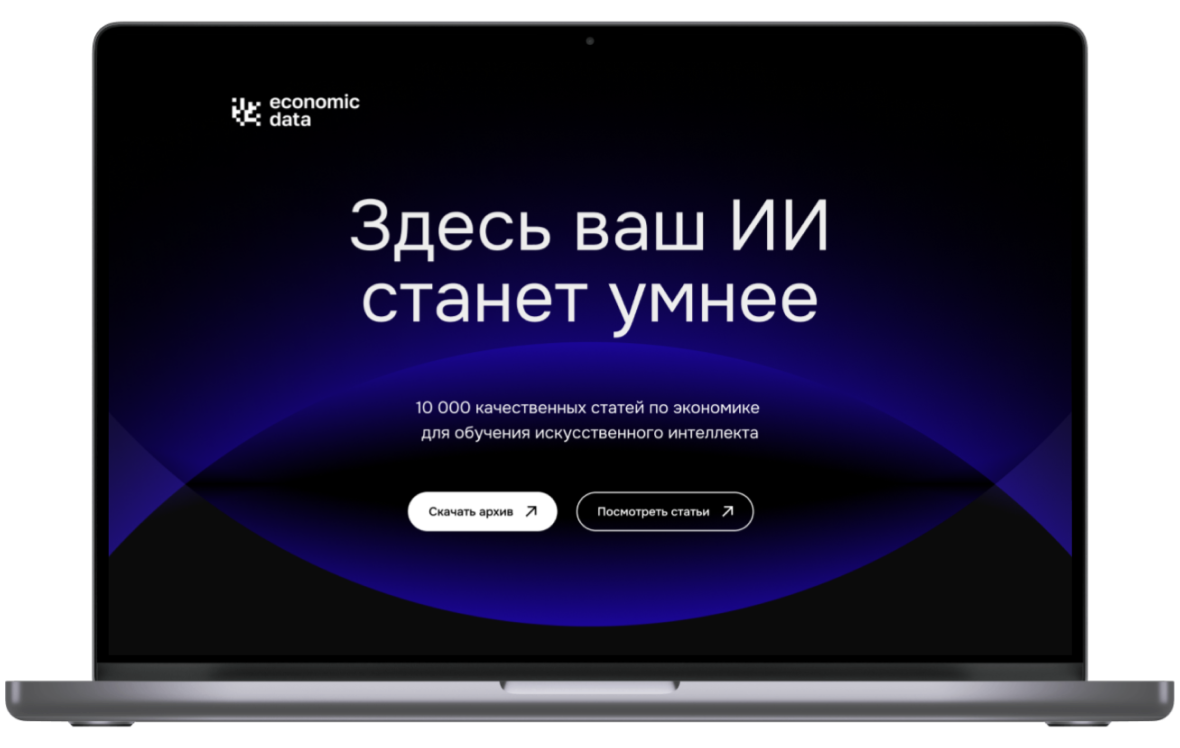 economic
data
Здесь ваш ИИ
станет умнее
10 000 качественных статей по экономике
для обучения искусственного интеллекта
Скачать архив
Посмотреть статьи